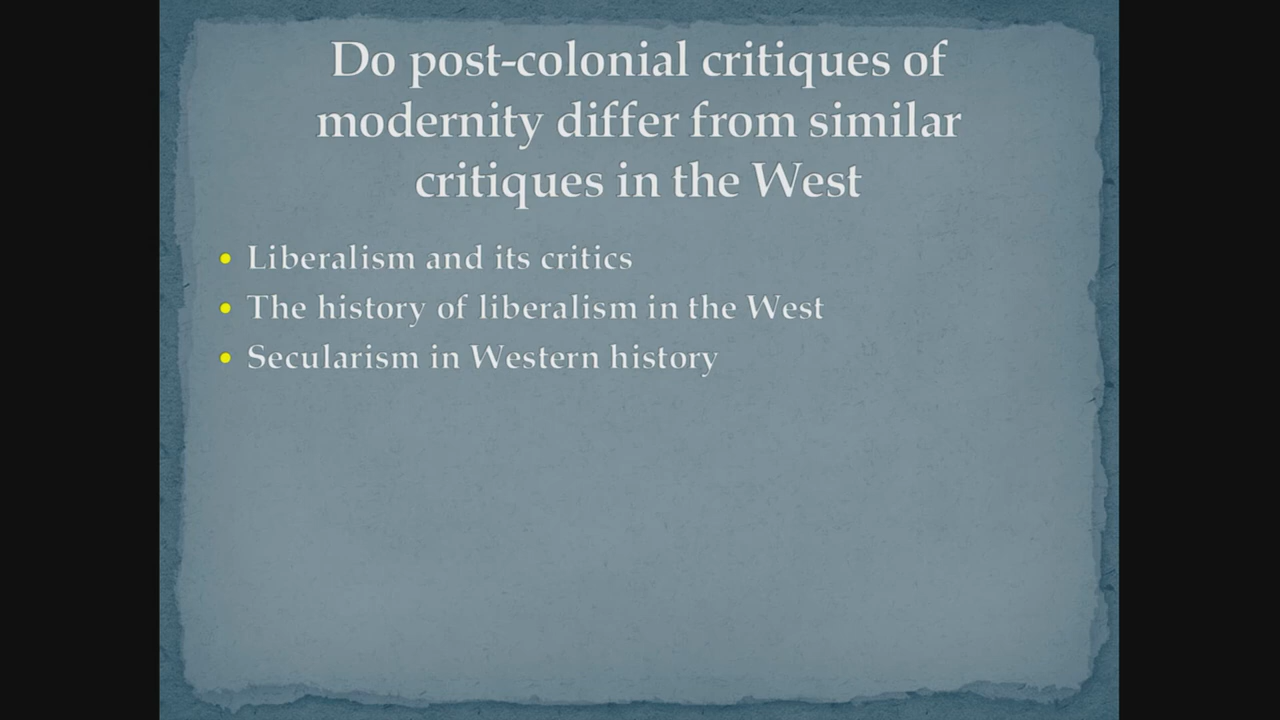 Do post-colonial critiques of
modernity differ from similar
critiques in the West
• Liberalism and its critics
• The history of liberalism in the West
• Secularism in Western history